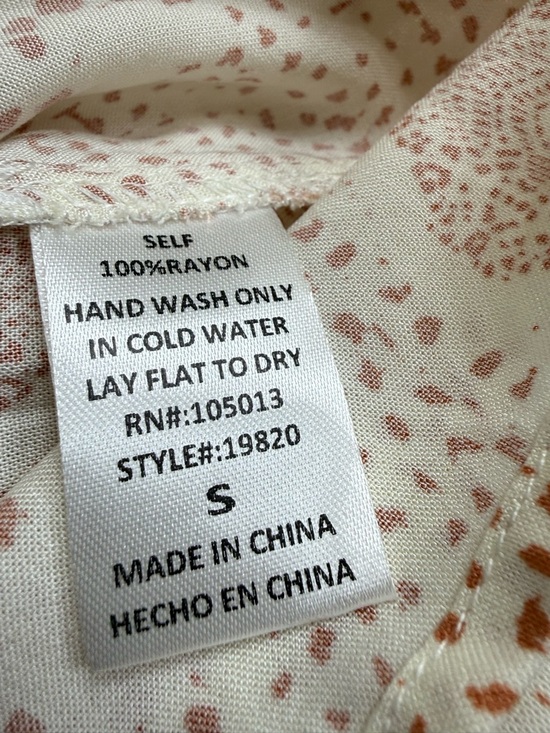 SELF
100%RAYON
HAND WASH ONLY
IN COLD WATER
LAY FLAT TO DRY
RN#:105013
STYLE#:19820
S
MADE IN CHINA
HECHO EN CHINA